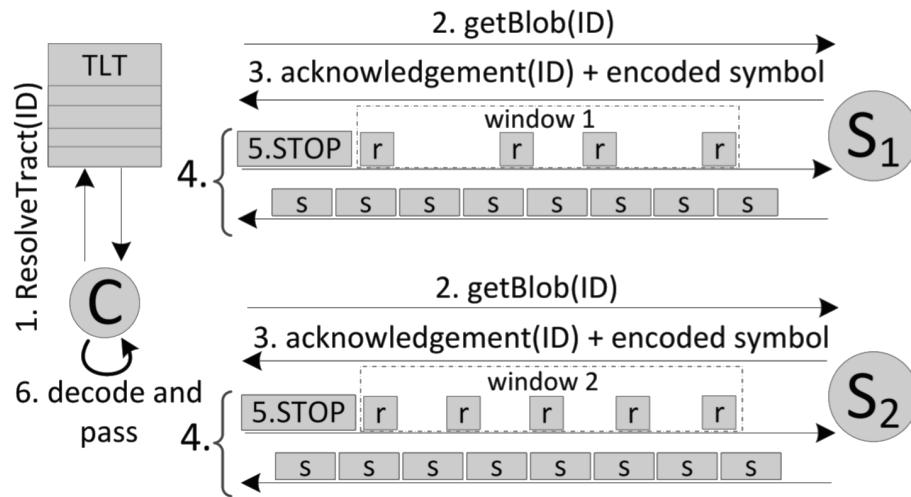 TLT
1. ResolveTract(ID)
C
6. decode and
pass
2. getBlob(ID)
3. acknowledgement(ID) + encoded symbol
window 1
4.
5.STOP r r r r
s s s s s s s s
S1
2. getBlob(ID)
3. acknowledgement(ID) + encoded symbol
window 2
4.
5.STOP r r r r r
s s s s s s s s
S2